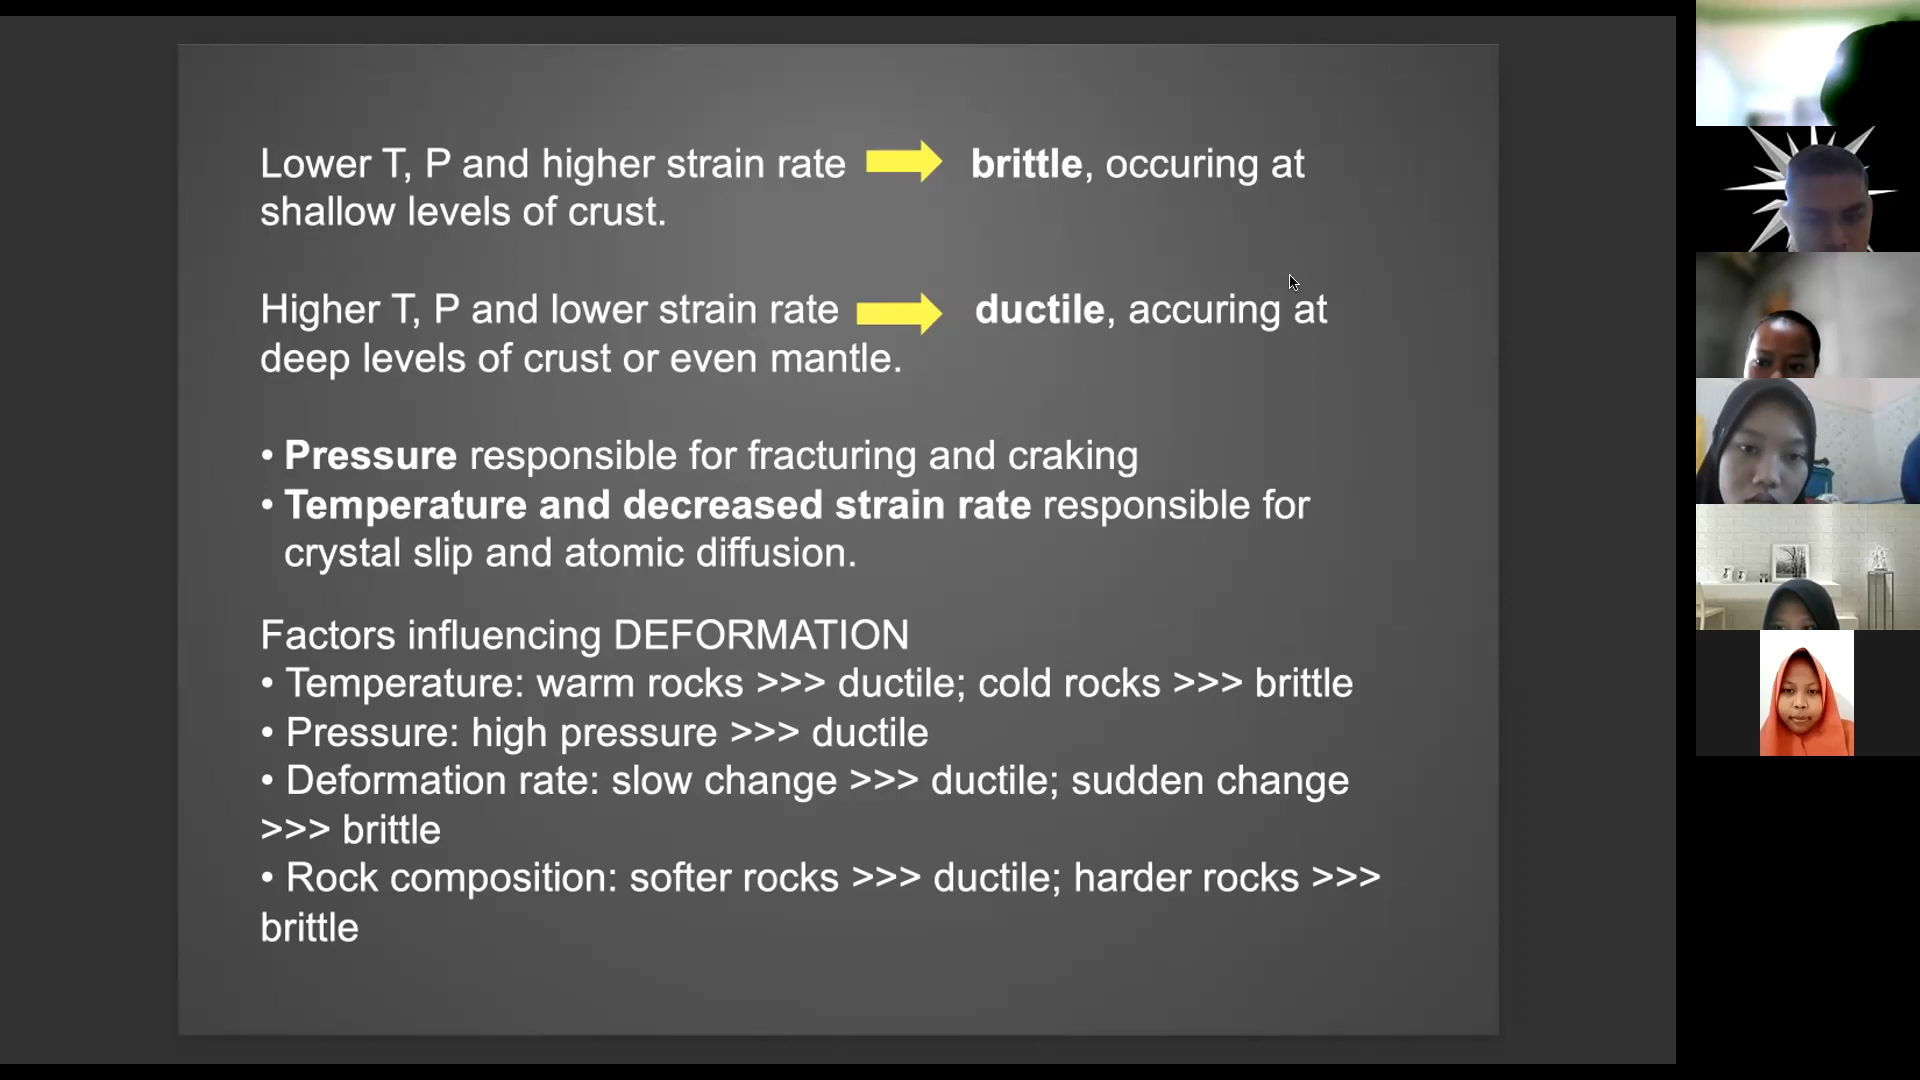 Lower T, P and higher strain rate brittle, occuring at
shallow levels of crust.
Higher T, P and lower strain rate ductile, accuring at
deep levels of crust or even mantle.
• Pressure responsible for fracturing and craking
• Temperature and decreased strain rate responsible for
crystal slip and atomic diffusion.
Factors influencing DEFORMATION
• Temperature: warm rocks >>> ductile; cold rocks >>> brittle
• Pressure: high pressure >>> ductile
• Deformation rate: slow change >>> ductile; sudden change
>>> brittle
• Rock composition: softer rocks >>> ductile; harder rocks >>>
brittle